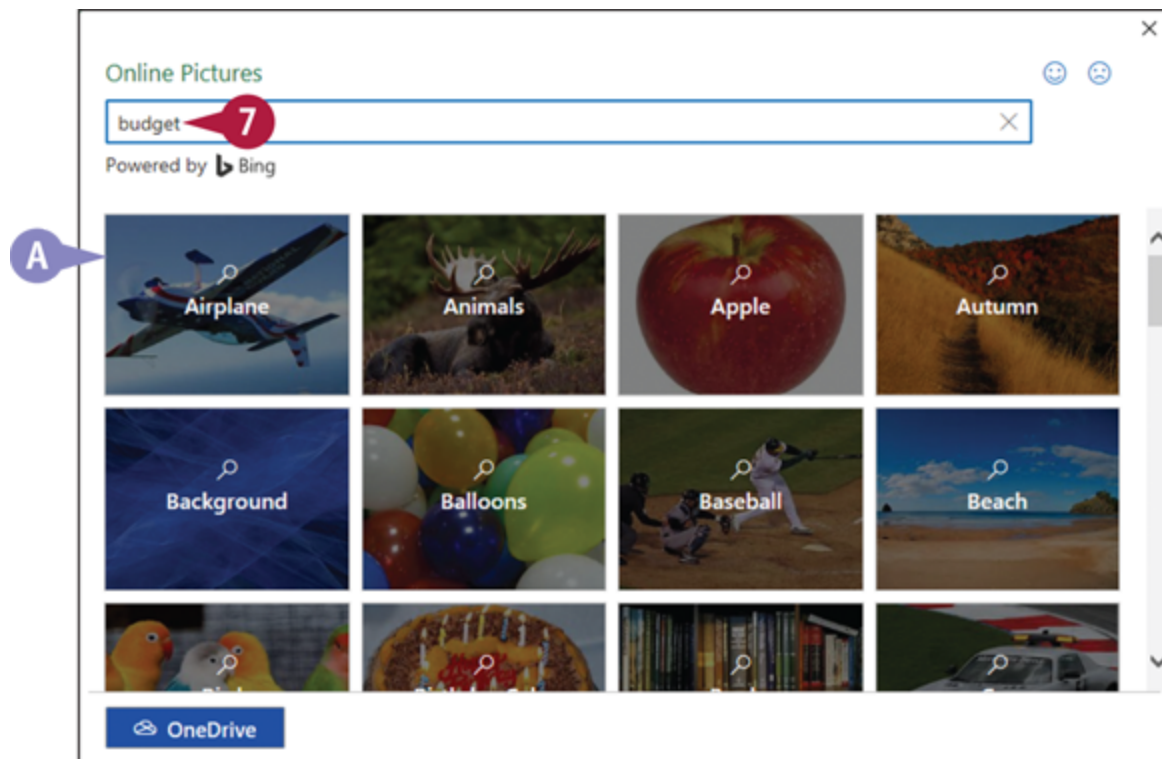 Online Pictures
budget 7
Powered by Bing
A
Airplane Animals Apple Autumn
Background Balloons Baseball Beach
OneDrive